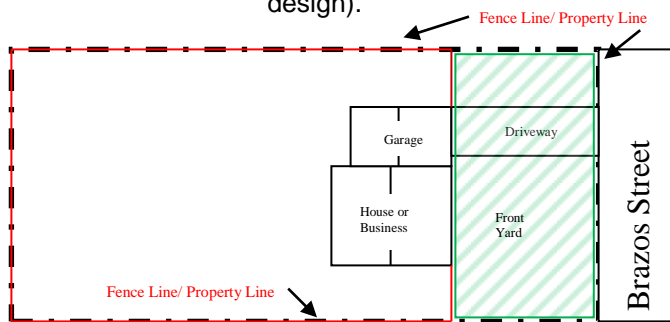 design).
Fence Line/ Property Line
Garage
Driveway
House or
Business
Front
Yard
Brazos Street
Fence Line/ Property Line